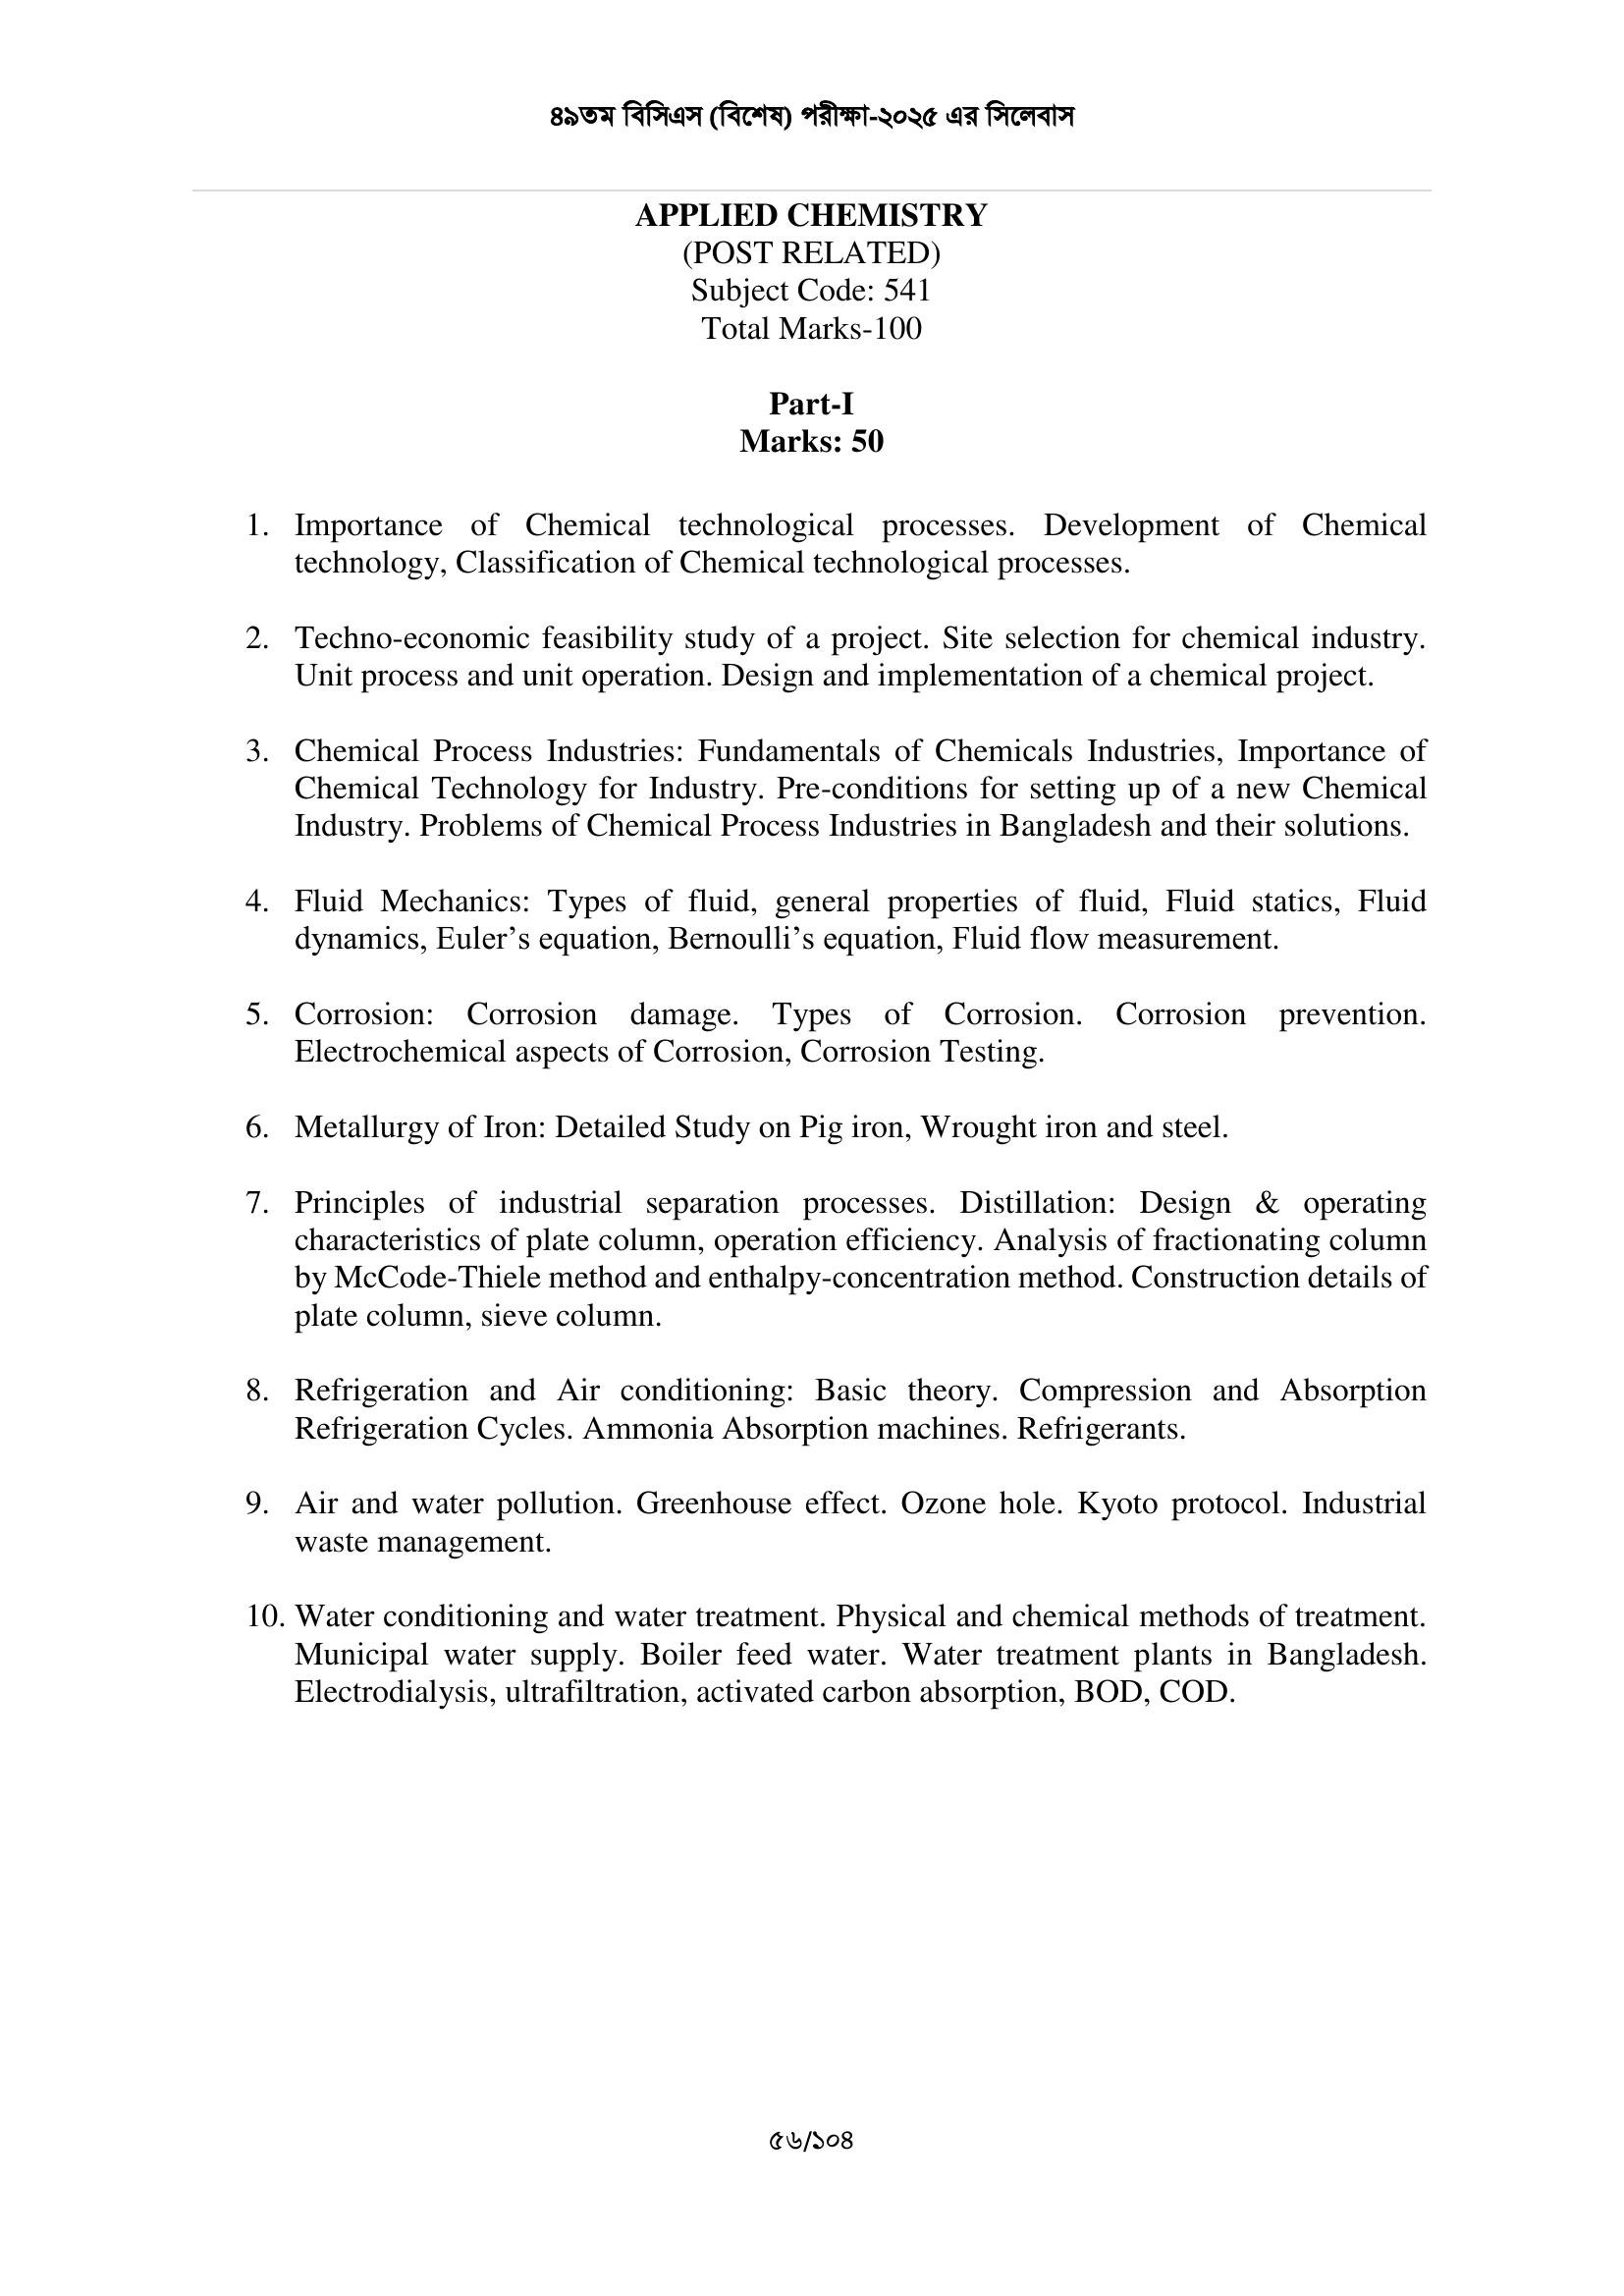 ৪৯তম বিসিএস (বিশেষ) পরীক্ষা-২০২৫ এর সিলেবাস
APPLIED CHEMISTRY
(POST RELATED)
Subject Code: 541
Total Marks-100
Part-I
Marks: 50
1. Importance of Chemical technological processes. Development of Chemical
technology, Classification of Chemical technological processes.
2. Techno-economic feasibility study of a project. Site selection for chemical industry.
Unit process and unit operation. Design and implementation of a chemical project.
3. Chemical Process Industries: Fundamentals of Chemicals Industries, Importance of
Chemical Technology for Industry. Pre-conditions for setting up of a new Chemical
Industry. Problems of Chemical Process Industries in Bangladesh and their solutions.
4. Fluid Mechanics: Types of fluid, general properties of fluid, Fluid statics, Fluid
dynamics, Euler’s equation, Bernoulli’s equation, Fluid flow measurement.
5. Corrosion: Corrosion damage. Types of Corrosion. Corrosion prevention.
Electrochemical aspects of Corrosion, Corrosion Testing.
6. Metallurgy of Iron: Detailed Study on Pig iron, Wrought iron and steel.
7. Principles of industrial separation processes. Distillation: Design & operating
characteristics of plate column, operation efficiency. Analysis of fractionating column
by McCode-Thiele method and enthalpy-concentration method. Construction details of
plate column, sieve column.
8. Refrigeration and Air conditioning: Basic theory. Compression and Absorption
Refrigeration Cycles. Ammonia Absorption machines. Refrigerants.
9. Air and water pollution. Greenhouse effect. Ozone hole. Kyoto protocol. Industrial
waste management.
10. Water conditioning and water treatment. Physical and chemical methods of treatment.
Municipal water supply. Boiler feed water. Water treatment plants in Bangladesh.
Electrodialysis, ultrafiltration, activated carbon absorption, BOD, COD.
৫৬/১০৪